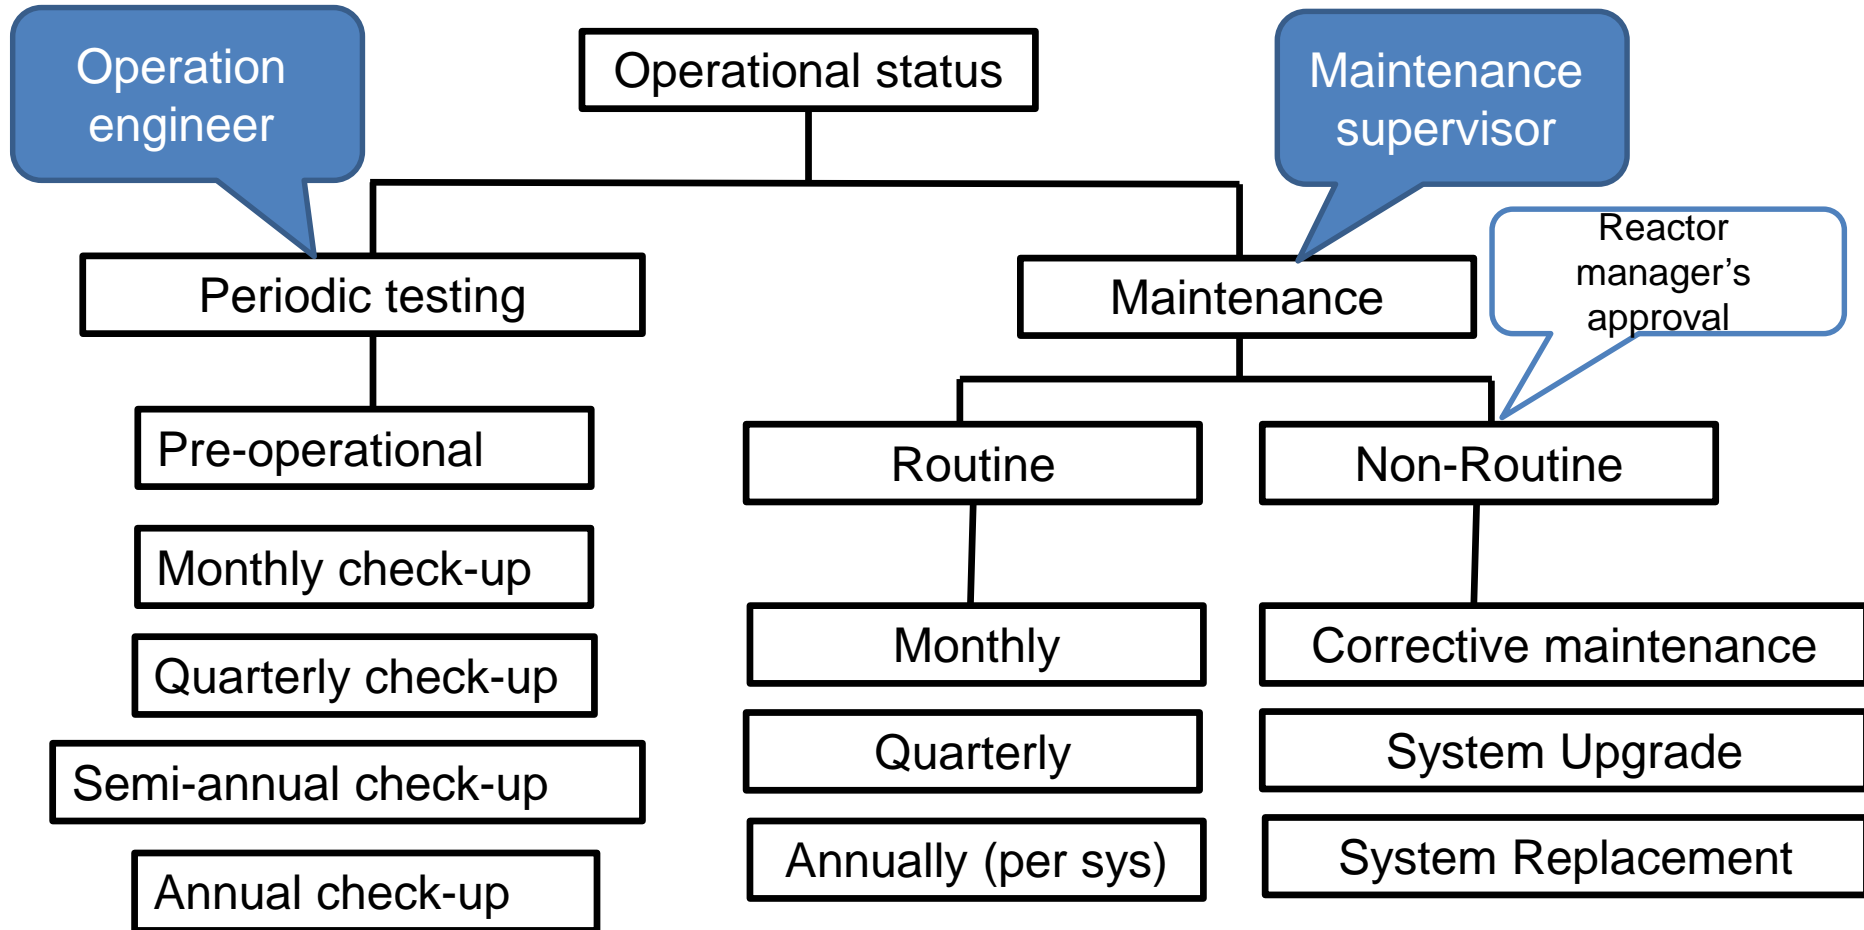 Operation
engineer
Operational status
Maintenance
supervisor
Reactor
manager’s
approval
Periodic testing
Maintenance
Pre-operational
Monthly check-up
Quarterly check-up
Semi-annual check-up
Annual check-up
Routine
Monthly
Quarterly
Annually (per sys)
Non-Routine
Corrective maintenance
System Upgrade
System Replacement